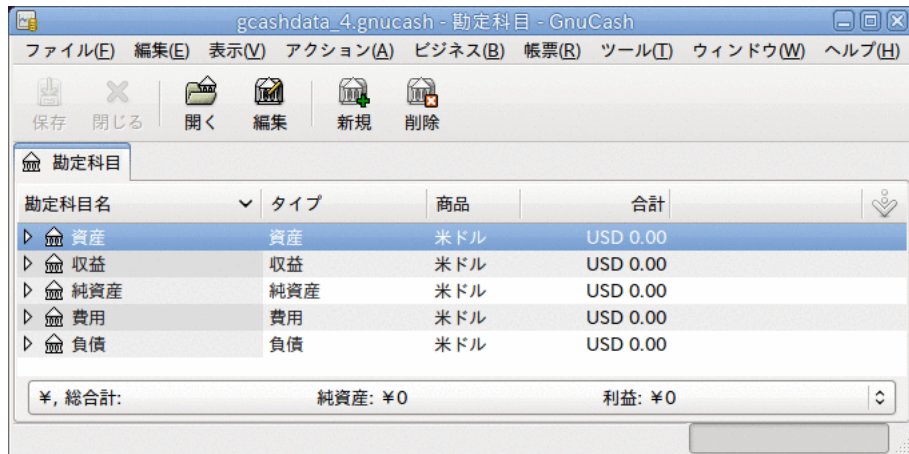 gcashdata_4.gnucash - 勘定科目 - GnuCash
ファイル(F) 編集(E) 表示(V) アクション(A) ビジネス(B) 帳票(R) ツール(T) ウィンドウ(W) ヘルプ(H)
保存 閉じる 開く 編集 新規 削除
勘定科目
勘定科目名 タイプ 商品 合計
資産 資産 米ドル USD 0.00
収益 収益 米ドル USD 0.00
純資産 純資産 米ドル USD 0.00
費用 費用 米ドル USD 0.00
負債 負債 米ドル USD 0.00
¥, 総合計: 純資産: ¥0 利益: ¥0